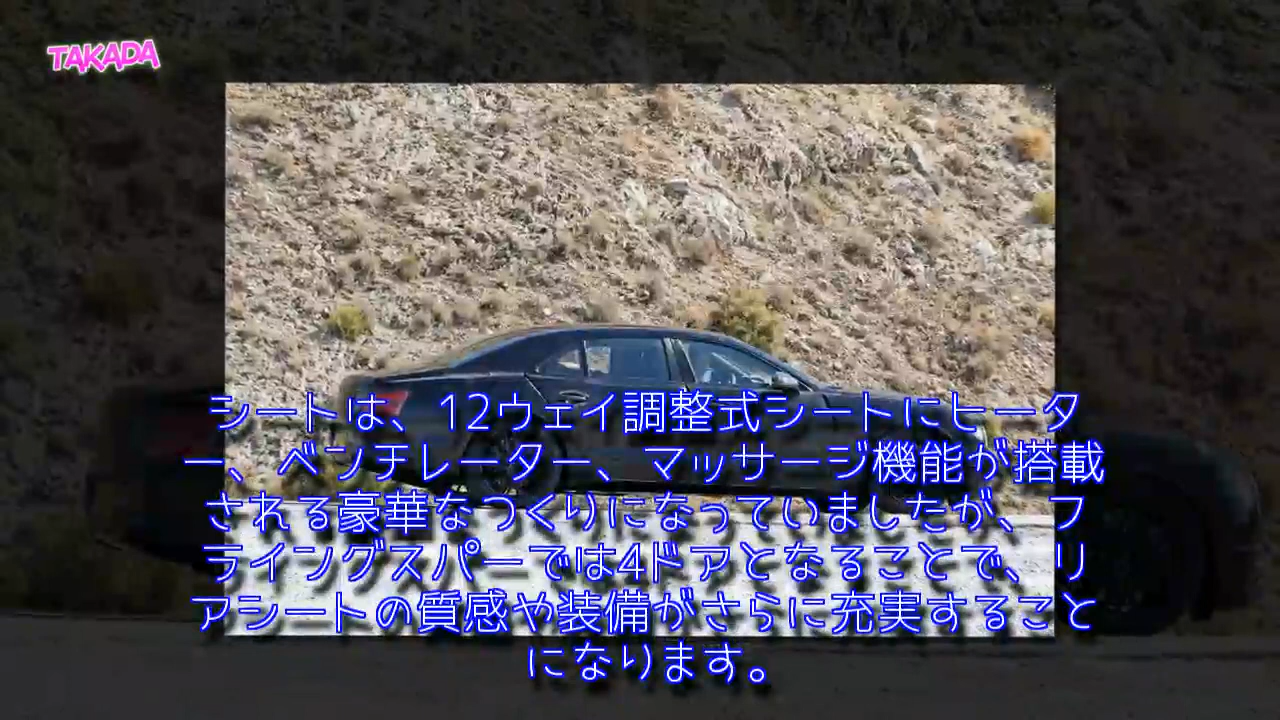 TAKADA
シートは、12ウェイ調整式シートにヒータ
ー、ベンチレーター、マッサージ機能が搭載
される豪華なつくりになっていましたが、フ
ライングスパーでは4ドアとなることで、リ
アシートの質感や装備がさらに充実すること
になります。